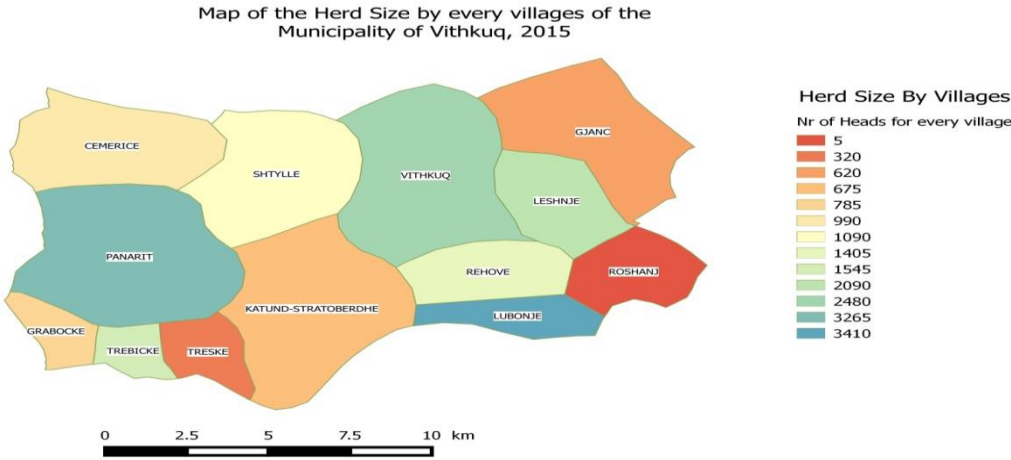 Map of the Herd Size by every villages of the
Municipality of Vithkuq, 2015
Herd Size By Villages
Nr of Heads for every village
5
320
620
675
785
990
1090
1405
1545
2090
2480
3265
3410
GJANC
CEMERICE
SHTYLLE
VITHKUQ
LESHNJE
PANARIT
REHOVE
ROSHANJ
KATUND-STRATOBERDHE
LUBONJE
GRABOCKE
TREBICKE
TRESKE
0 2.5 5 7.5 10 km